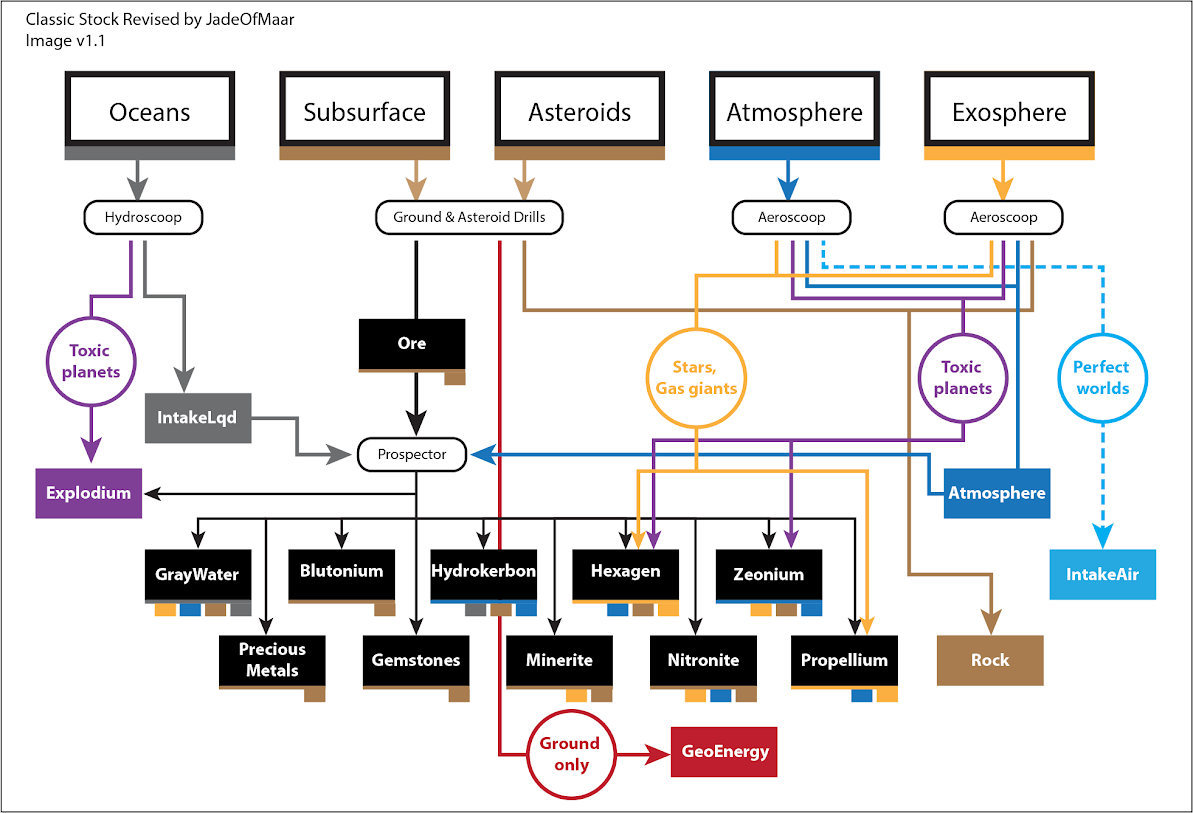 Classic Stock Revised by JadeOfMaar
Image v1.1
Oceans
Subsurface
Asteroids
Atmosphere
Exosphere
Hydroscoop
Ground & Asteroid Drills
Aeroscoop
Aeroscoop
Toxic
planets
Ore
Stars,
Gas giants
Toxic
planets
Perfect
worlds
IntakeLqd
Prospector
Explodium
Atmosphere
GrayWater
Blutonium
Hydrokerbon
Hexagen
Zeonium
IntakeAir
Precious
Metals
Gemstones
Minerite
Nitronite
Propellium
Rock
Ground
only
GeoEnergy